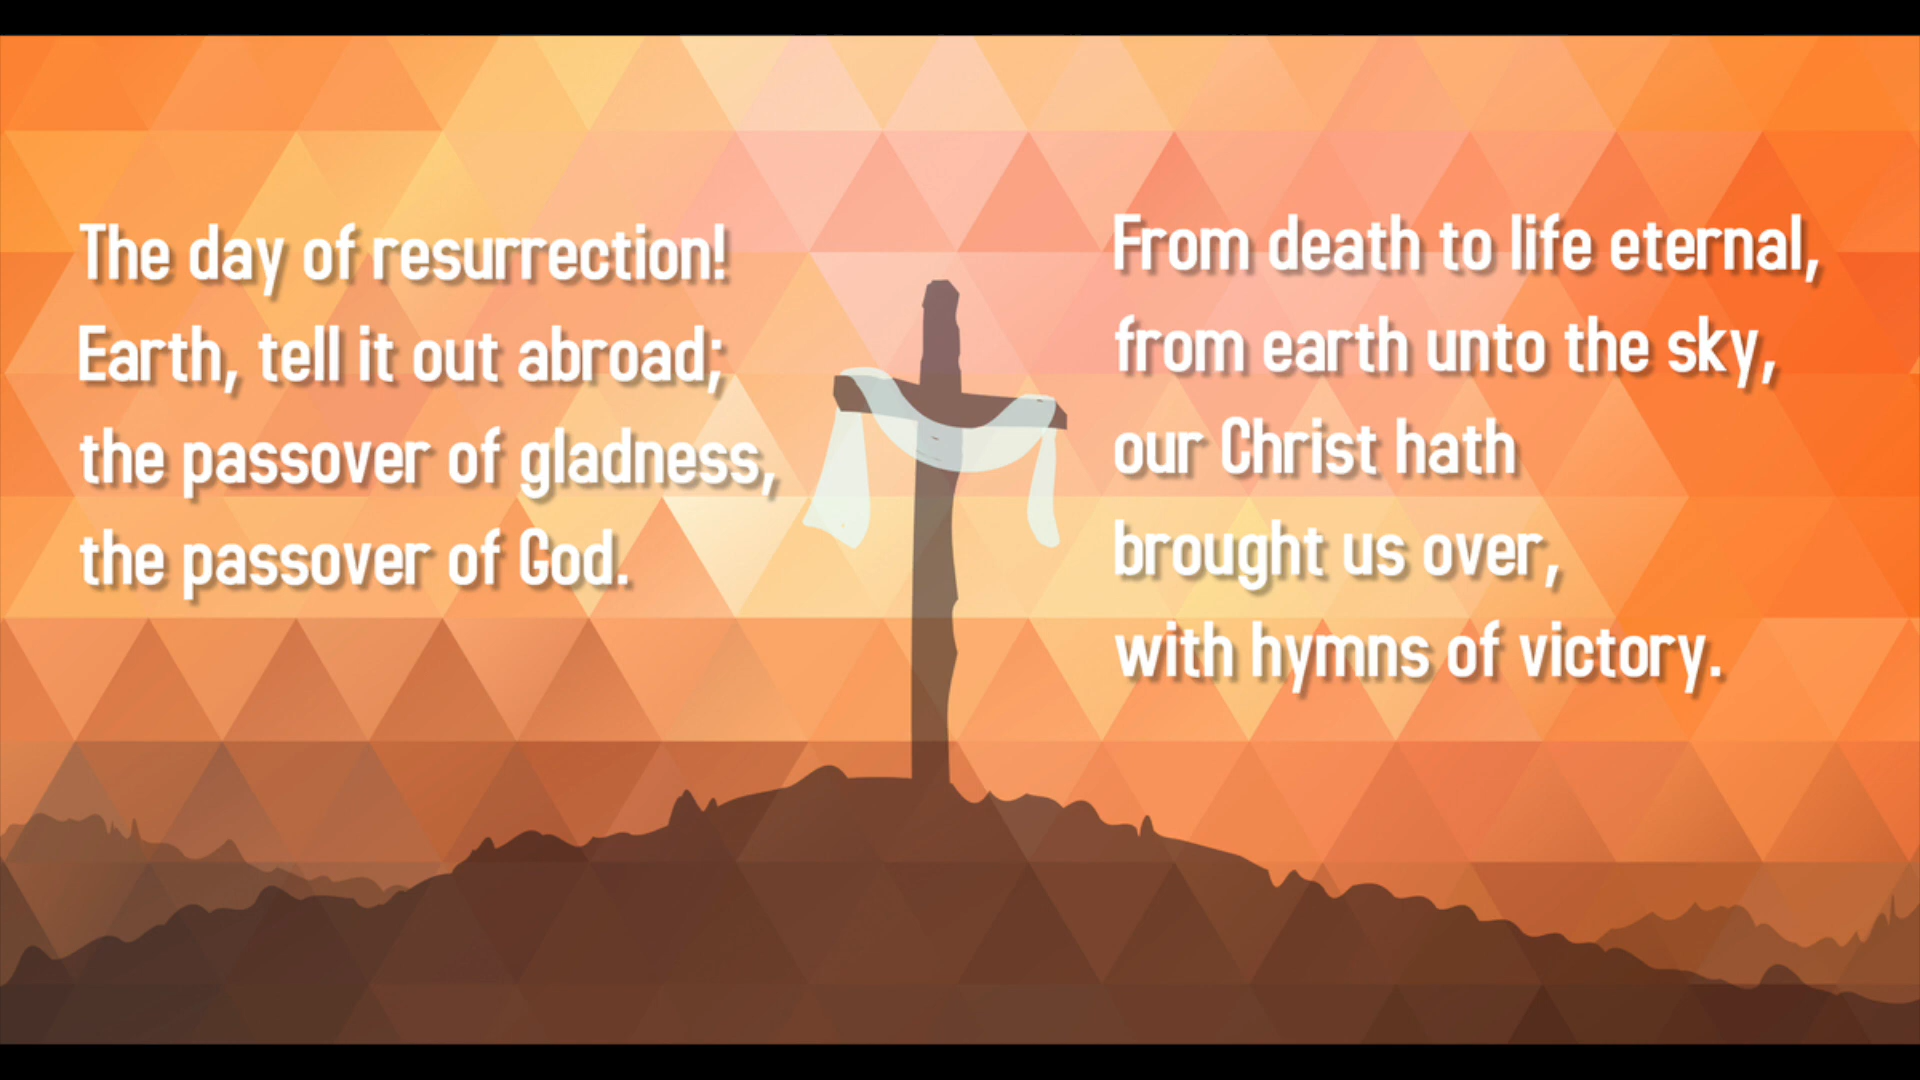 The day of resurrection!
Earth, tell it out abroad;
the passover of gladness,
the passover of God.
From death to life eternal,
from earth unto the sky,
our Christ hath
brought us over,
with hymns of victory.